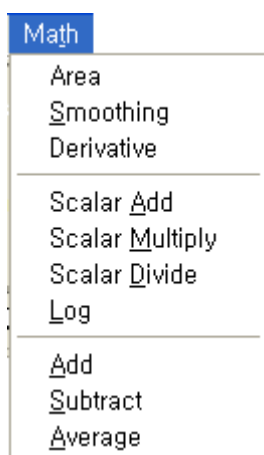 Math
Area
Smoothing
Derivative
Scalar Add
Scalar Multiply
Scalar Divide
Log
Add
Subtract
Average